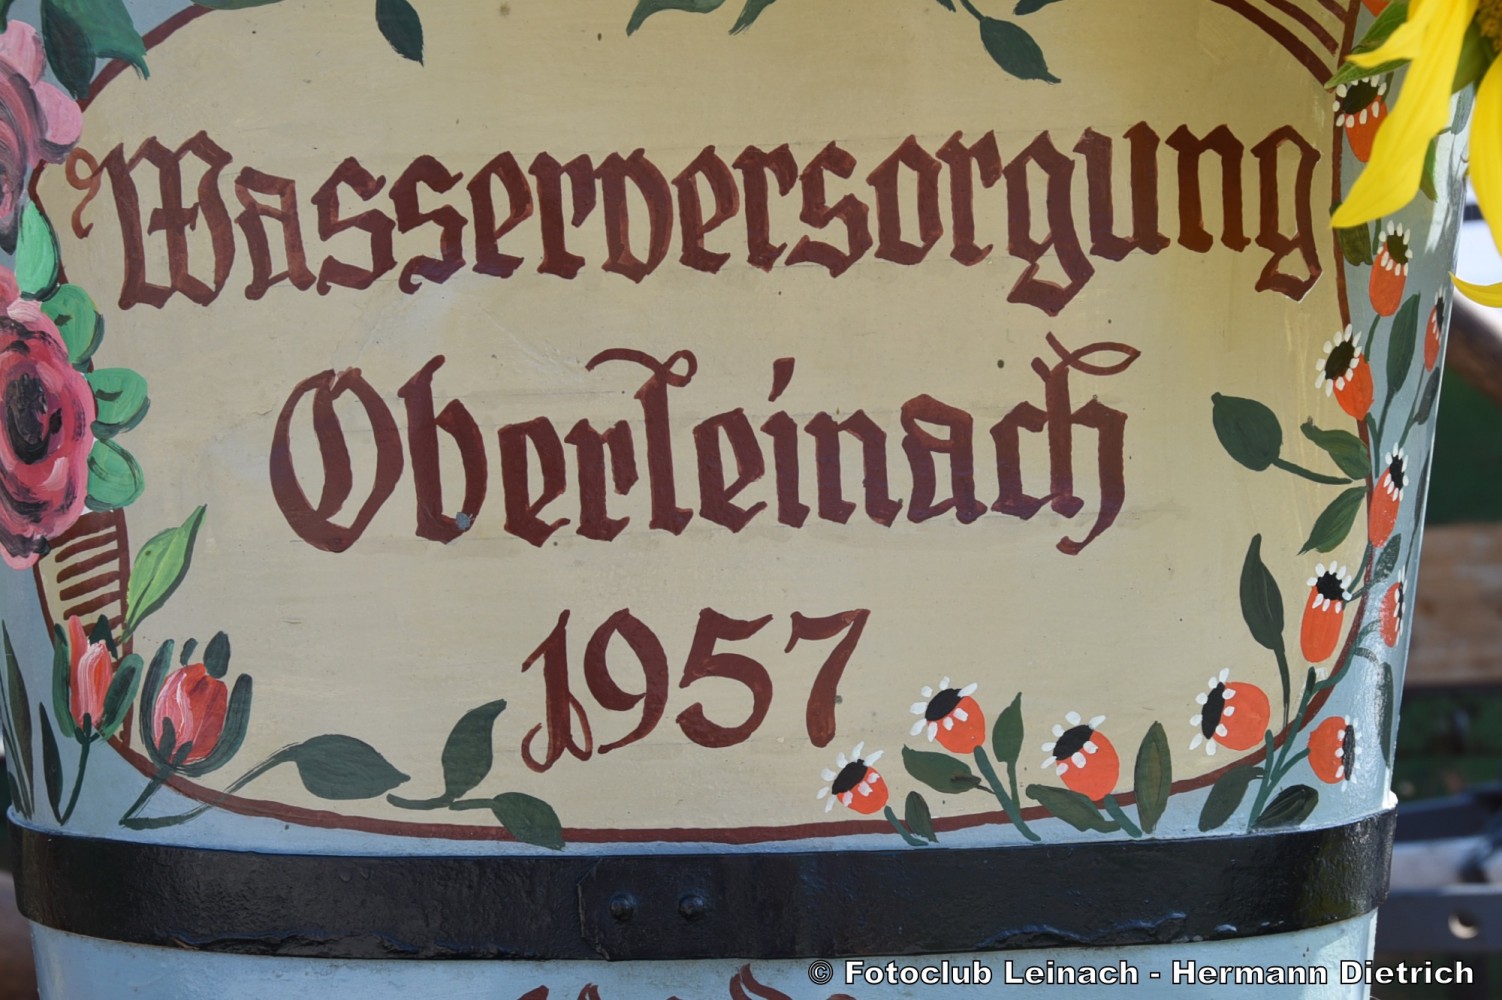 Wasserversorgung
Oberleinach
1957
© Fotoclub Leinach - Hermann Dietrich